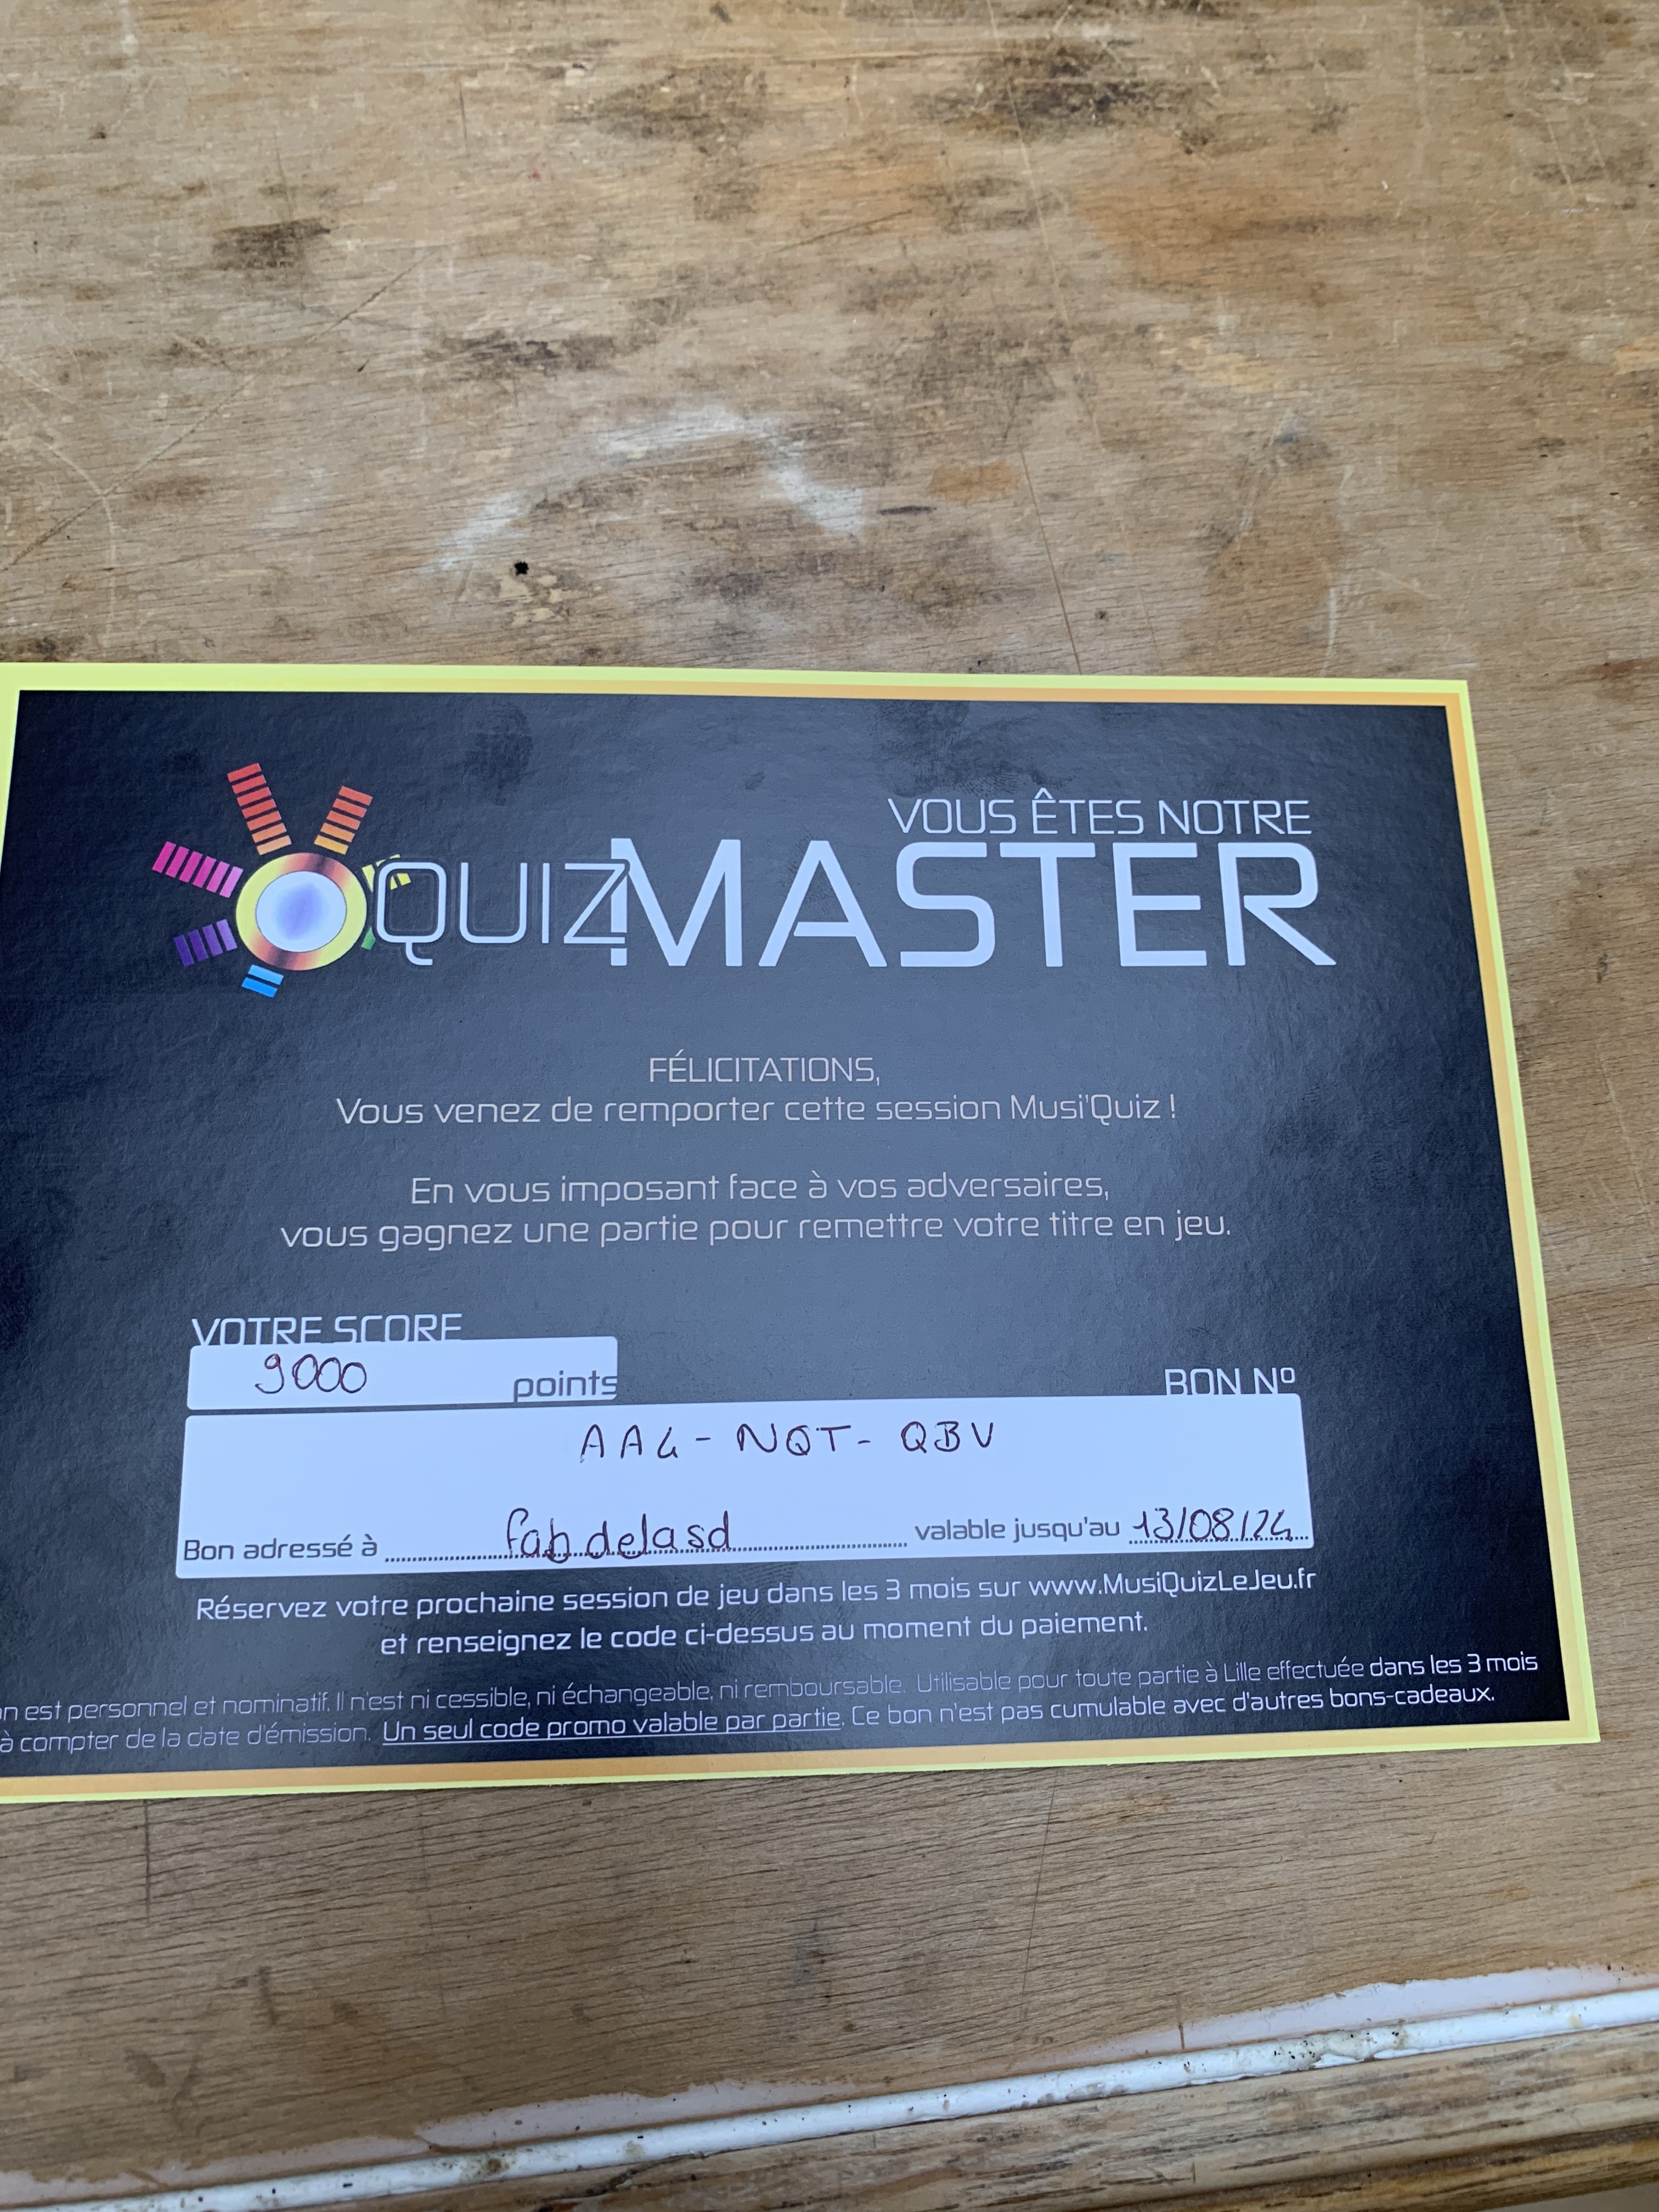 VOUS ÊTES NOTRE
QUIZ MASTER
FÉLICITATIONS,
Vous venez de remporter cette session Musi'Quiz !
En vous imposant face à vos adversaires,
vous gagnez une partie pour remettre votre titre en jeu.
VOTRE SCORE
9000 points
BON Nº
AA4 - NQT - QBV
Bon adressé à fab delasd valable jusqu'au 13/08/24
Réservez votre prochaine session de jeu dans les 3 mois sur www.MusiQuizLeJeu.fr
et renseignez le code ci-dessus au moment du paiement.
est personnel et nominatif. Il n'est ni cessible, ni échangeable, ni remboursable. Utilisable pour toute partie à Lille effectuée dans les 3 mois
à compter de la date d'émission. Un seul code promo valable par partie. Ce bon n'est pas cumulable avec d'autres bons-cadeaux.